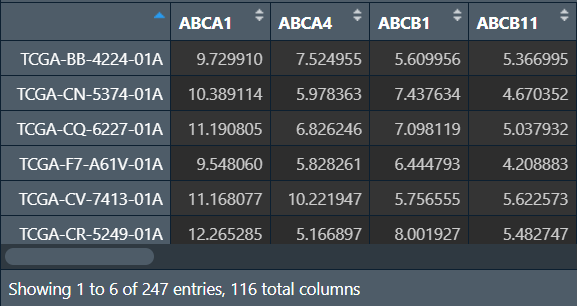 ABCA1 ABCA4 ABCB1 ABCB11
TCGA-BB-4224-01A 9.729910 7.524955 5.609956 5.366995
TCGA-CN-5374-01A 10.389114 5.978363 7.437634 4.670352
TCGA-CQ-6227-01A 11.190805 6.826246 7.098119 5.037932
TCGA-F7-A61V-01A 9.548060 5.828261 6.444793 4.208883
TCGA-CV-7413-01A 11.168077 10.221947 5.756555 5.622573
TCGA-CR-5249-01A 12.265285 5.166897 8.001927 5.482747
Showing 1 to 6 of 247 entries, 116 total columns